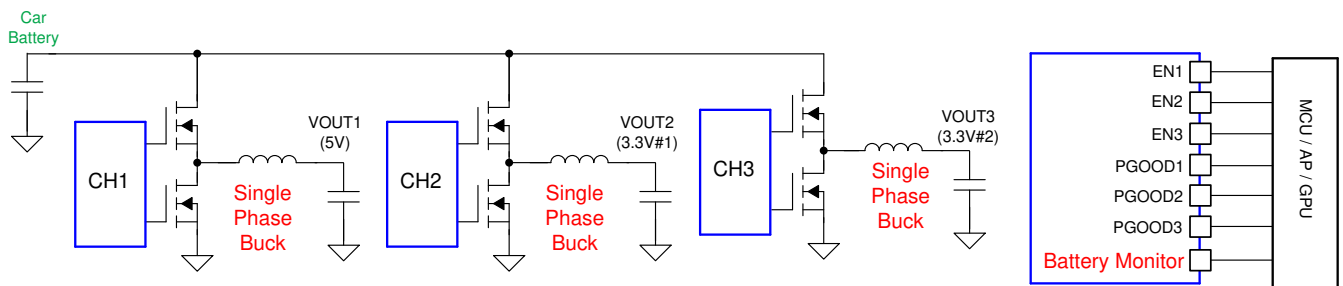 Car
Battery
CH1
Single
Phase
Buck
VOUT1
(5V)
CH2
Single
Phase
Buck
VOUT2
(3.3V#1)
CH3
Single
Phase
Buck
VOUT3
(3.3V#2)
EN1
EN2
EN3
PGOOD1
PGOOD2
PGOOD3
Battery Monitor
MCU / AP / GPU